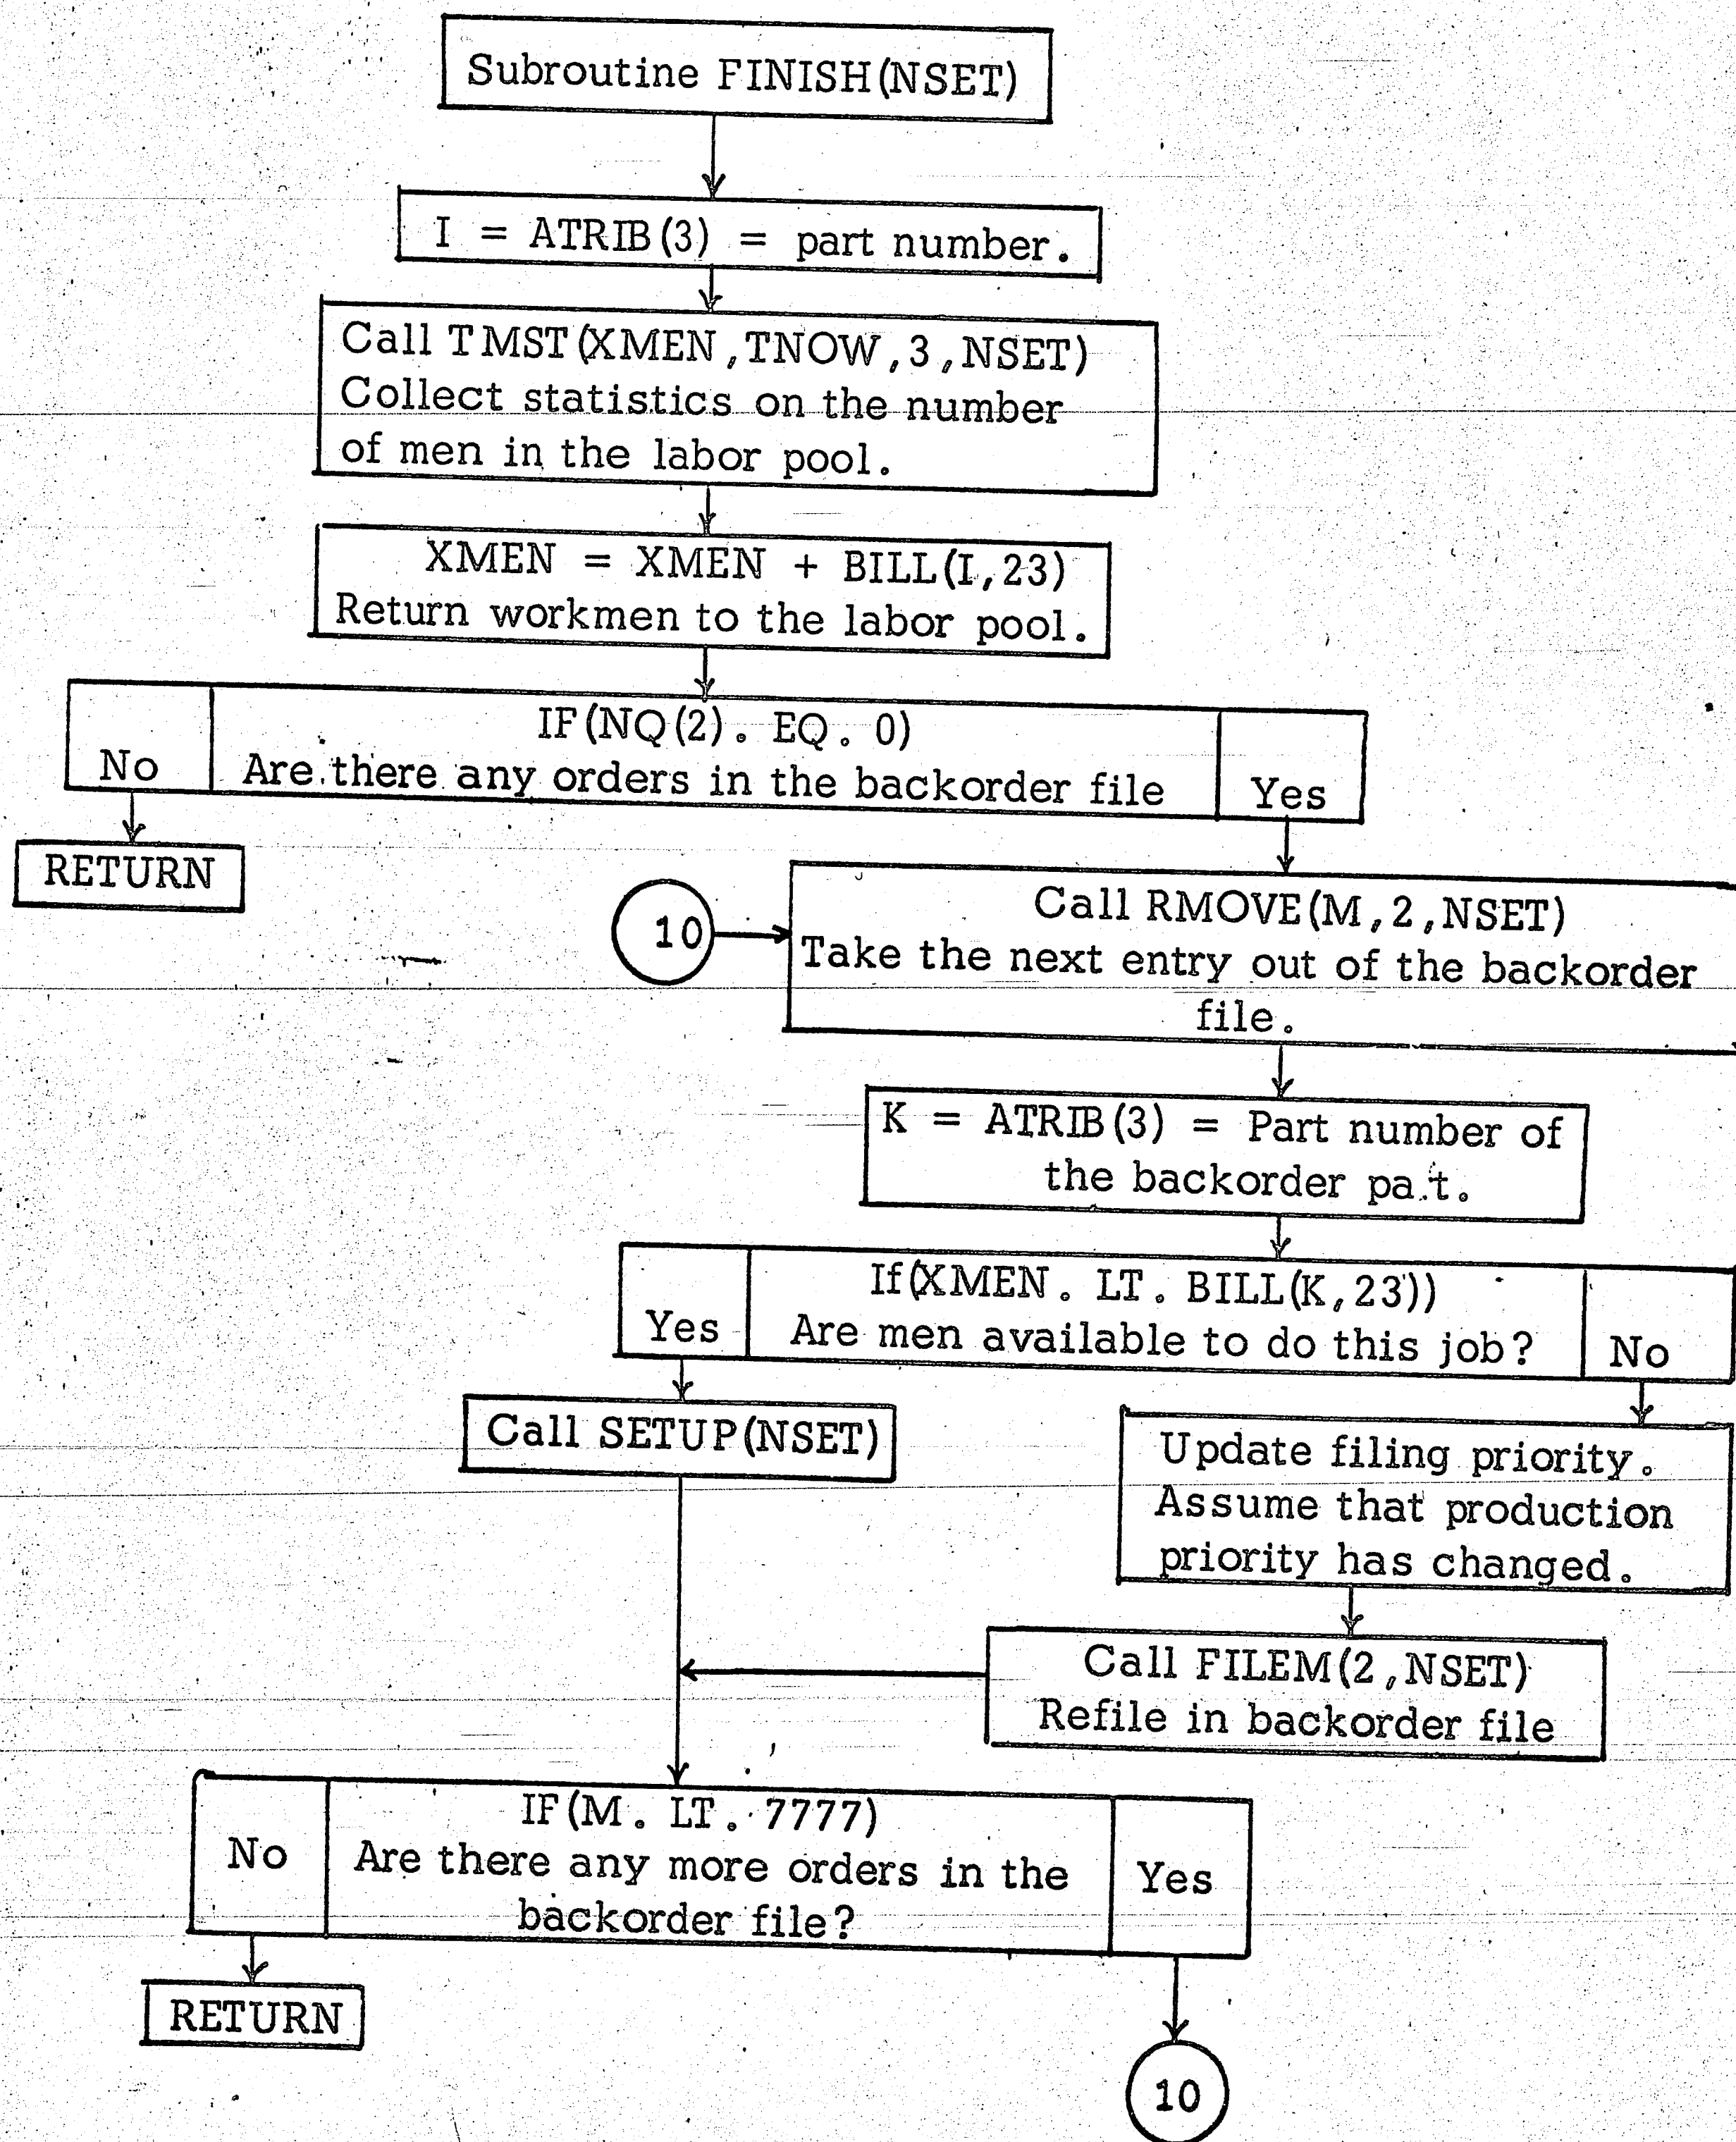 Subroutine FINISH(NSET)
I = ATRIB(3) = part number.
Call TMST(XMEN,TNOW,3,NSET)
Collect statistics on the number
of men in the labor pool.
XMEN = XMEN + BILL(I,23)
Return workmen to the labor pool.
IF(NQ(2). EQ. 0)
No
Are there any orders in the backorder file
Yes
RETURN
10
Call RMOVE(M,2,NSET)
Take the next entry out of the backorder
file.
K = ATRIB(3) = Part number of
the backorder pa.t.
If(XMEN. LT. BILL(K,23))
Yes
Are men available to do this job?
No
Call SETUP(NSET)
Update filing priority.
Assume that production
priority has changed.
Call FILEM(2,NSET)
Refile in backorder file
IF(M. LT. 7777)
No
Are there any more orders in the
Yes
backorder file?
RETURN
10